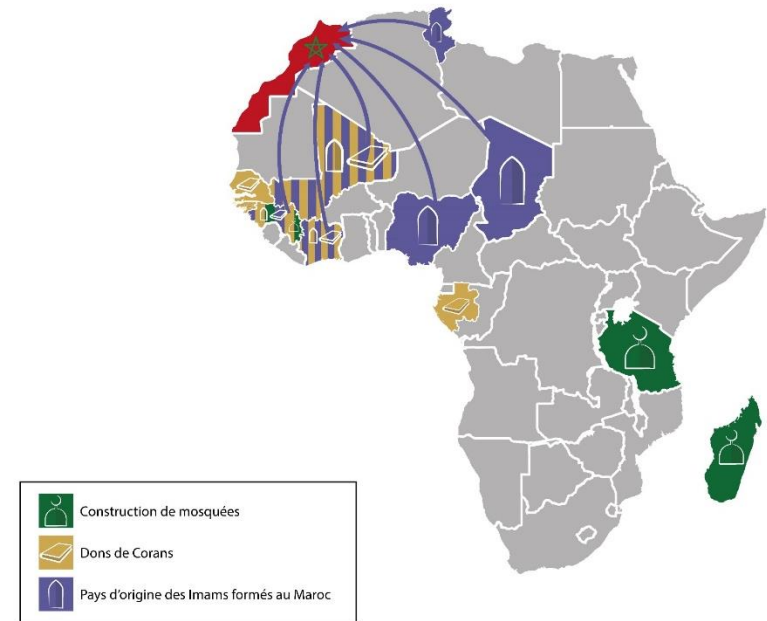 Construction de mosquées
Dons de Corans
Pays d'origine des Imams formés au Maroc